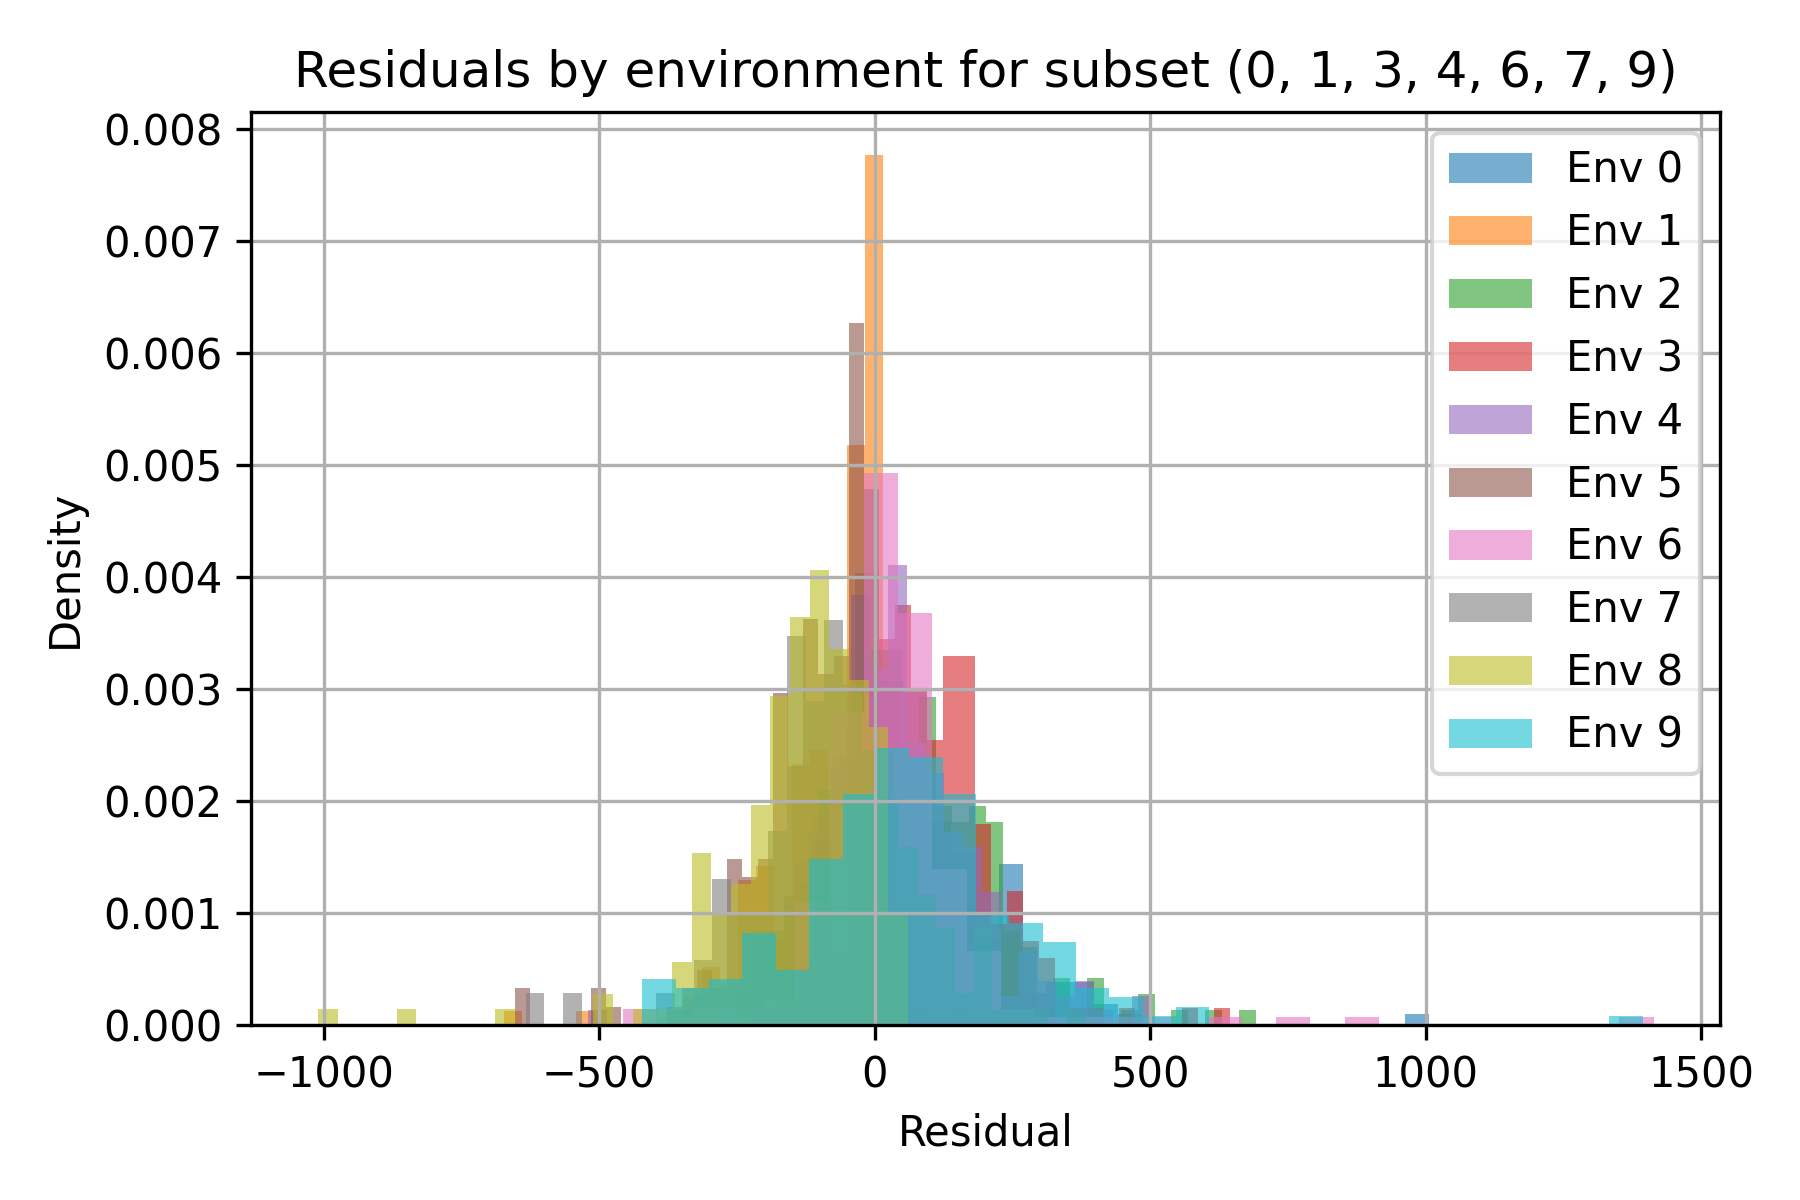 Residuals by environment for subset (0, 1, 3, 4, 6, 7, 9)
0.008
0.007
0.006
0.005
0.004
0.003
0.002
0.001
0.000
Density
Env 0
Env 1
Env 2
Env 3
Env 4
Env 5
Env 6
Env 7
Env 8
Env 9
−1000 −500 0 500 1000 1500
Residual